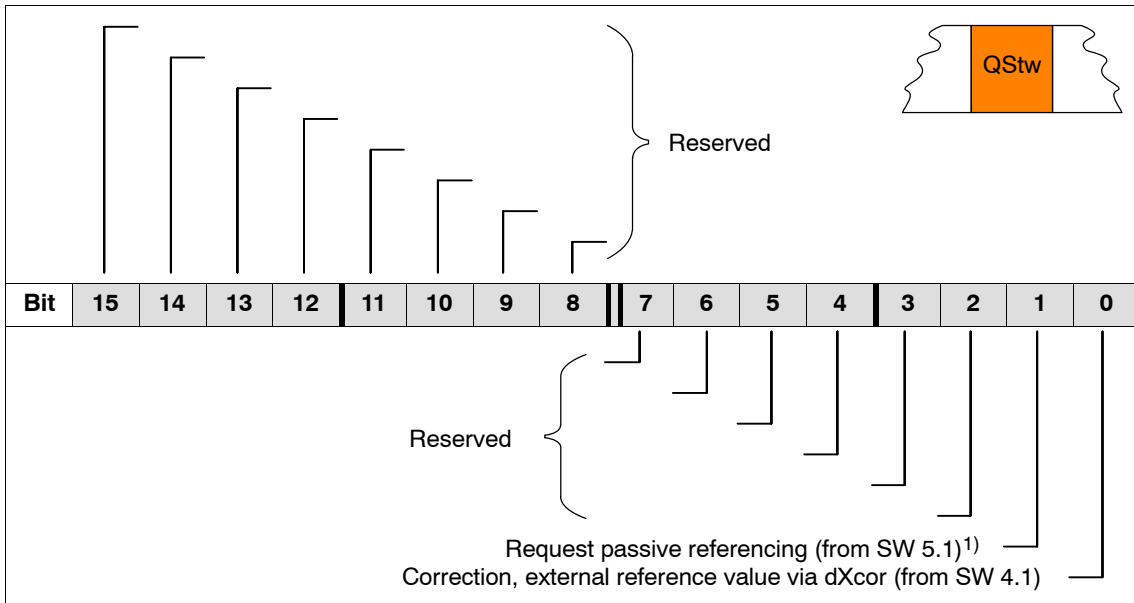 QStw
Reserved
Bit 15 14 13 12 11 10 9 8 7 6 5 4 3 2 1 0
Reserved
Request passive referencing (from SW 5.1)1)
Correction, external reference value via dXcor (from SW 4.1)